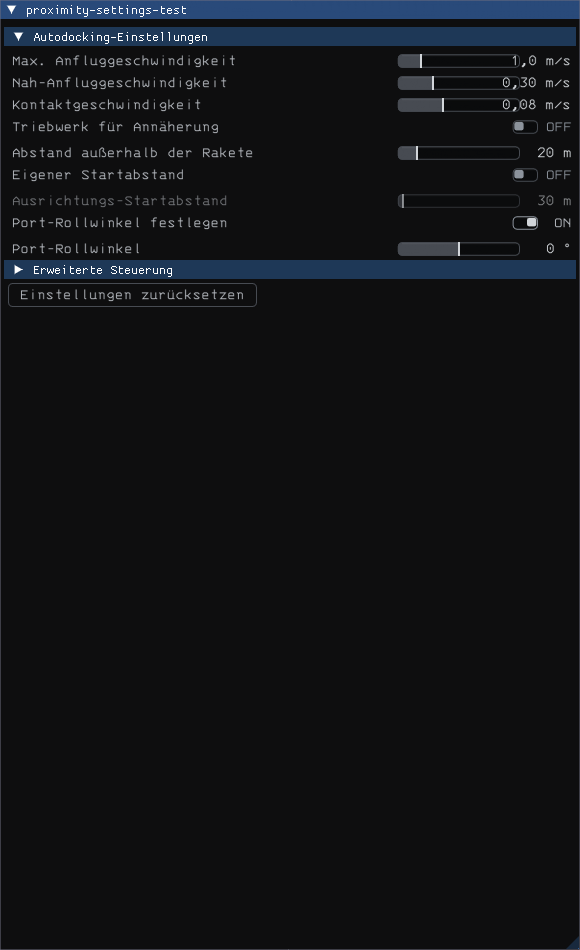 proximity-settings-test
Autodocking-Einstellungen
Max. Anfluggeschwindigkeit 1,0 m/s
Nah-Anfluggeschwindigkeit 0,30 m/s
Kontaktgeschwindigkeit 0,08 m/s
Triebwerk für Annäherung OFF
Abstand außerhalb der Rakete 20 m
Eigener Startabstand OFF
Ausrichtungs-Startabstand 30 m
Port-Rollwinkel festlegen ON
Port-Rollwinkel 0 °
Erweiterte Steuerung
Einstellungen zurücksetzen